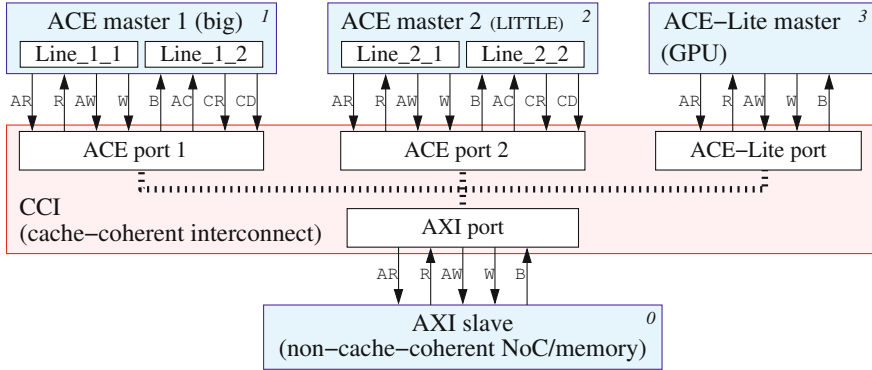 ACE master 1 (big) 1 ACE master 2 (LITTLE) 2 ACE−Lite master 3
Line_1_1 Line_1_2 Line_2_1 Line_2_2 (GPU)
AR R AW W B AC CR CD AR R AW W B AC CR CD AR R AW W B
ACE port 1 ACE port 2 ACE−Lite port
CCI
(cache−coherent interconnect) AXI port
AR R AW W B
AXI slave 0
(non−cache−coherent NoC/memory)